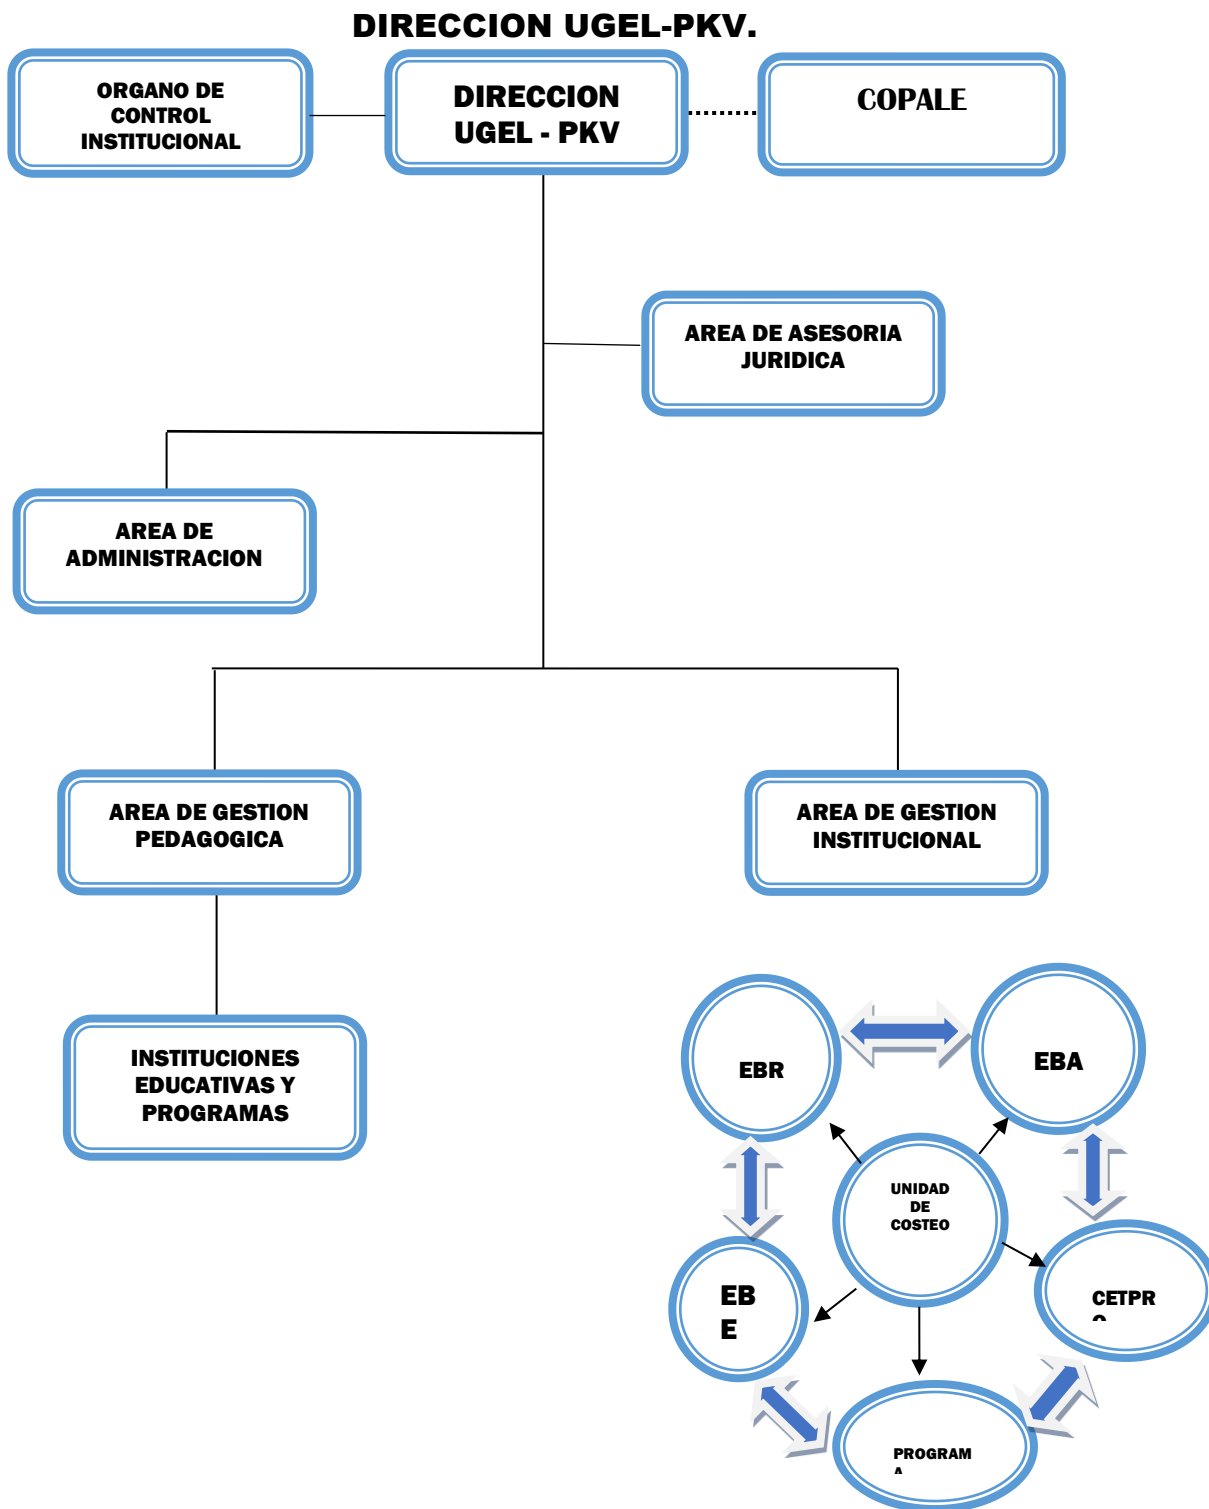 DIRECCION UGEL-PKV.
ORGANO DE
CONTROL
INSTITUCIONAL
DIRECCION
UGEL - PKV
COPALE
AREA DE ASESORIA
JURIDICA
AREA DE
ADMINISTRACION
AREA DE GESTION
PEDAGOGICA
AREA DE GESTION
INSTITUCIONAL
INSTITUCIONES
EDUCATIVAS Y
PROGRAMAS
EBR
EBA
UNIDAD
DE
COSTEO
EB
E
CETPR
O
PROGRAM
A